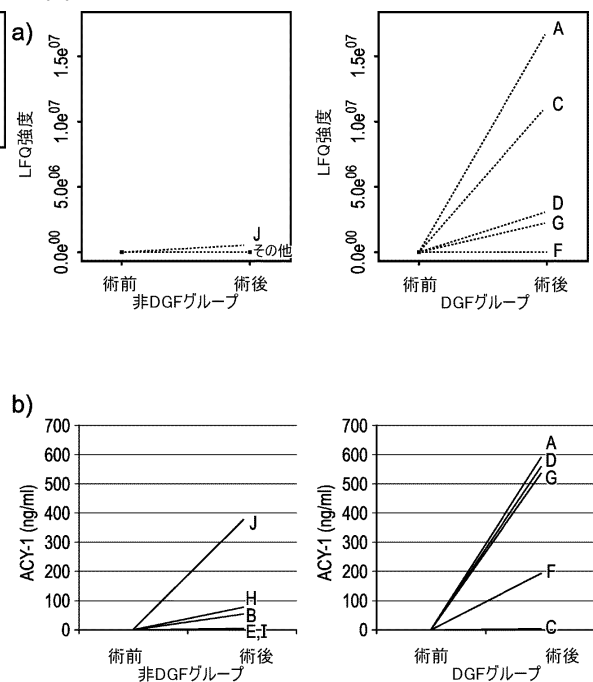 a)
LFQ強度
1.5e07
1.0e07
5.0e06
0.0e00
J
その他
術前 術後
非DGFグループ
LFQ強度
1.5e07
1.0e07
5.0e06
0.0e00
A
C
D
G
F
術前 術後
DGFグループ
b)
ACY-1 (ng/ml)
700
600
500
400
300
200
100
0
J
H
B
E,I
術前 術後
非DGFグループ
ACY-1 (ng/ml)
700
600
500
400
300
200
100
0
A
D
G
F
C
術前 術後
DGFグループ